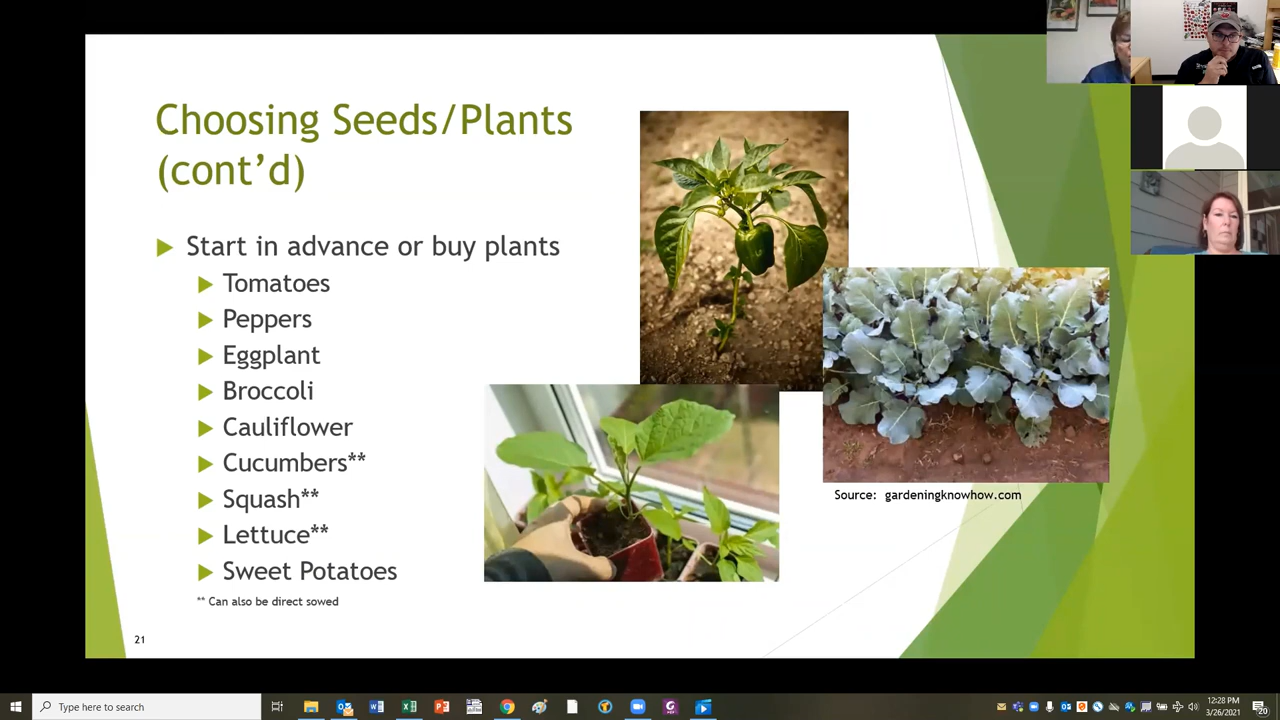 Choosing Seeds/Plants
(cont’d)
Start in advance or buy plants
Tomatoes
Peppers
Eggplant
Broccoli
Cauliflower
Cucumbers**
Squash**
Lettuce**
Sweet Potatoes
** Can also be direct sowed
Source: gardeningknowhow.com
21
Type here to search
12:28 PM
3/26/2021
20